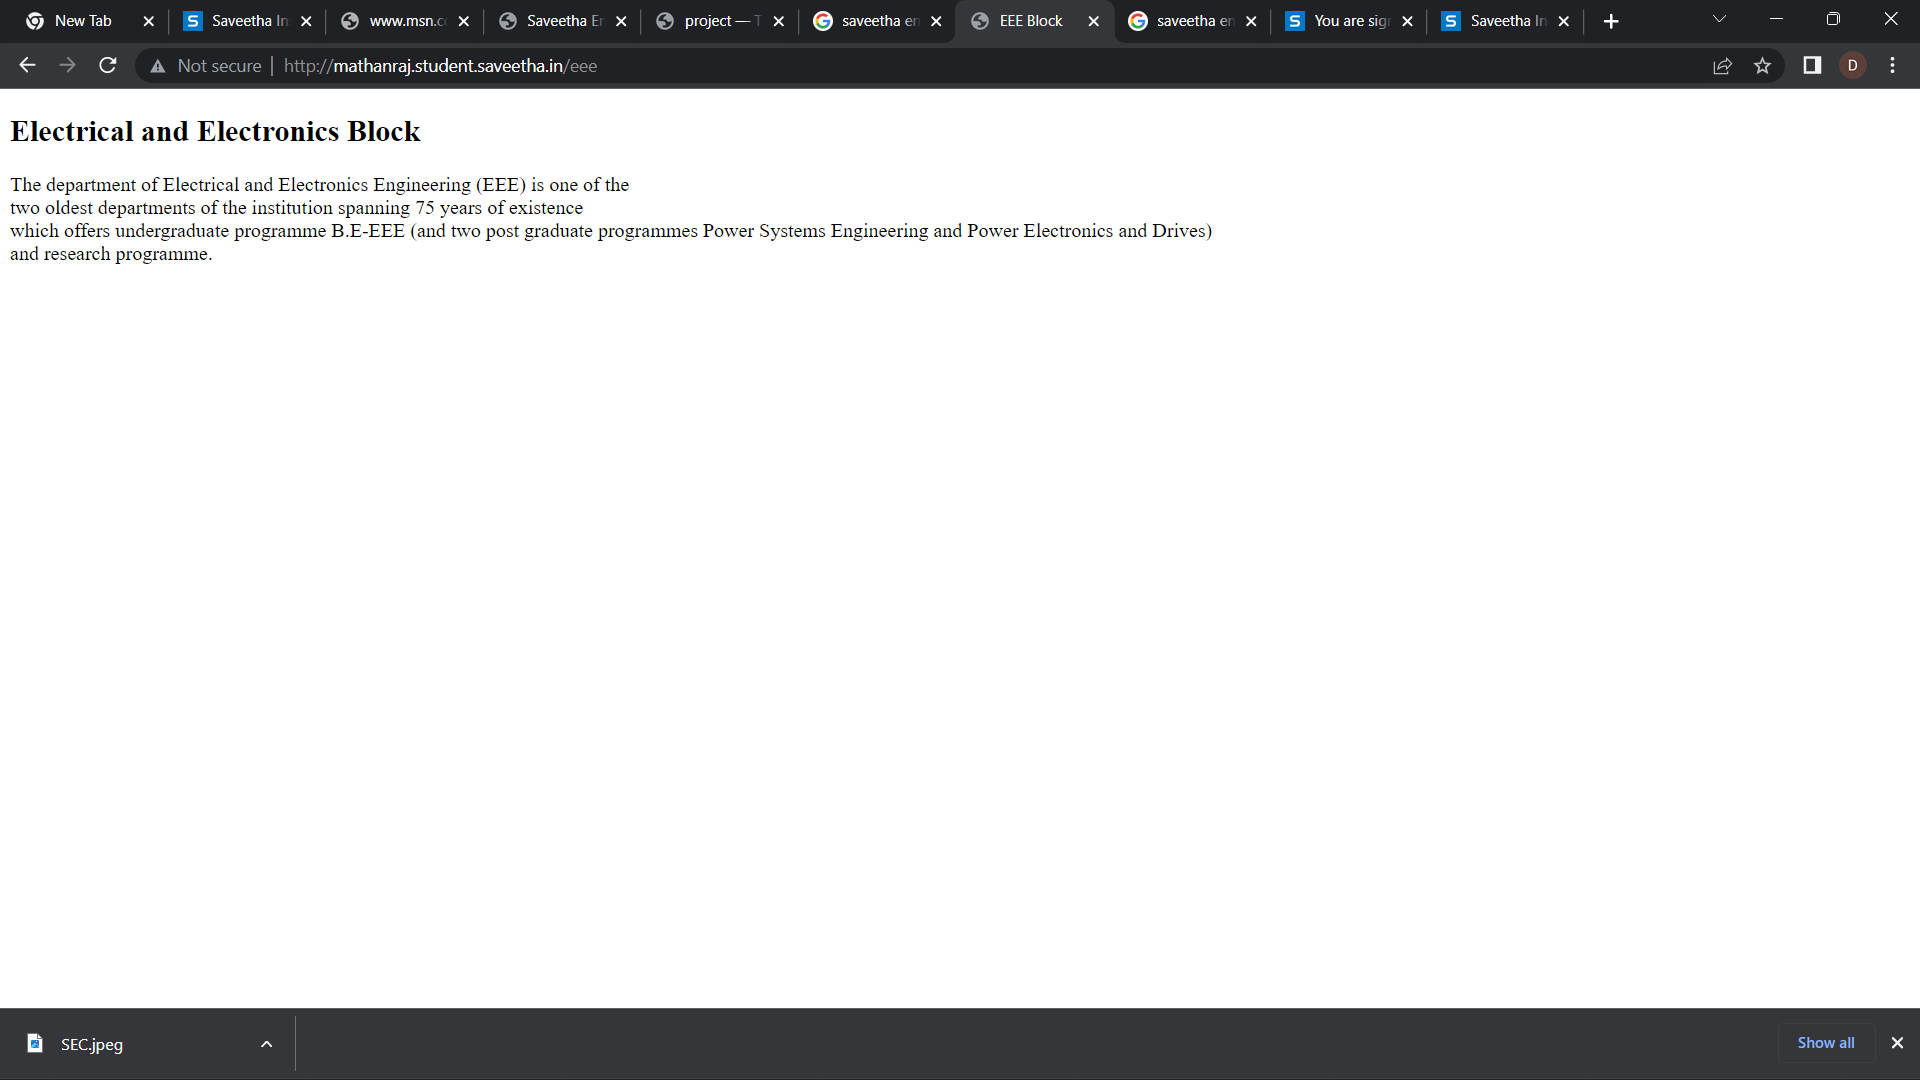 New Tab
Saveetha In
www.msn.c
Saveetha En
project — T
saveetha en
EEE Block
saveetha en
You are sign
Saveetha In
Not secure
http://mathanraj.student.saveetha.in/eee
D
Electrical and Electronics Block
The department of Electrical and Electronics Engineering (EEE) is one of the
two oldest departments of the institution spanning 75 years of existence
which offers undergraduate programme B.E-EEE (and two post graduate programmes Power Systems Engineering and Power Electronics and Drives)
and research programme.
SEC.jpeg
Show all